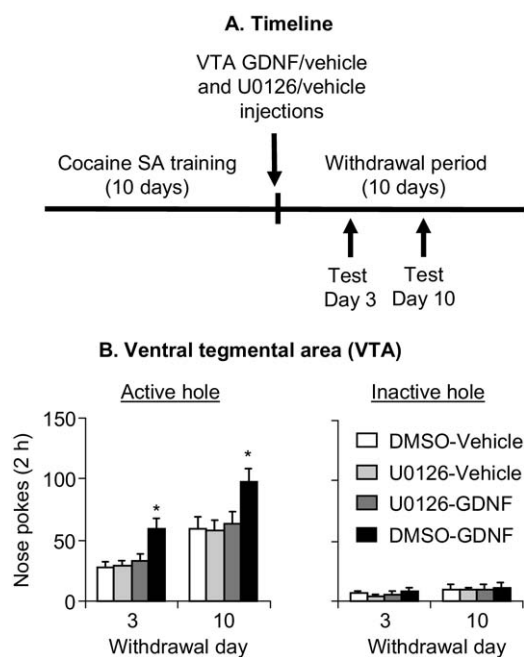 A. Timeline
VTA GDNF/vehicle
and U0126/vehicle
injections
Cocaine SA training
(10 days)
Withdrawal period
(10 days)
Test
Day 3
Test
Day 10
B. Ventral tegmental area (VTA)
Active hole
Inactive hole
Nose pokes (2 h)
150
100
50
0
*
*
3
10
Withdrawal day
DMSO-Vehicle
U0126-Vehicle
U0126-GDNF
DMSO-GDNF
3
10
Withdrawal day